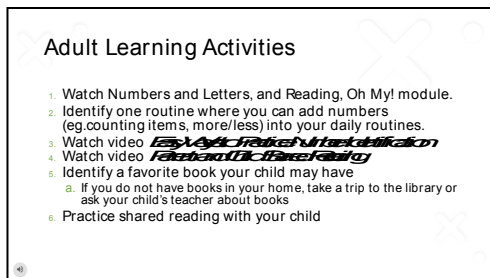 Adult Learning Activities
1. Watch Numbers and Letters, and Reading, Oh My! module.
2. Identify one routine where you can add numbers
(eg.counting items, more/less) into your daily routines.
3. Watch video
4. Watch video
5. Identify a favorite book your child may have
a. If you do not have books in your home, take a trip to the library or
ask your child's teacher about books
6. Practice shared reading with your child